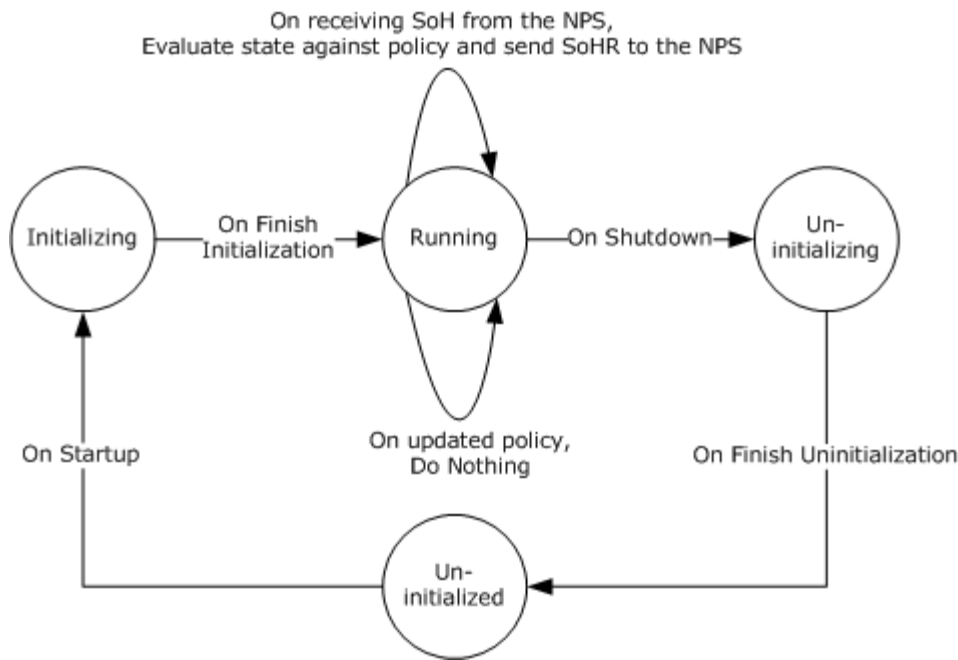 On receiving SoH from the NPS,
Evaluate state against policy and send SoHR to the NPS
Initializing
On Finish
Initialization
Running
On Shutdown
Un-
initializing
On Startup
On updated policy,
Do Nothing
On Finish Uninitialization
Un-
initialized